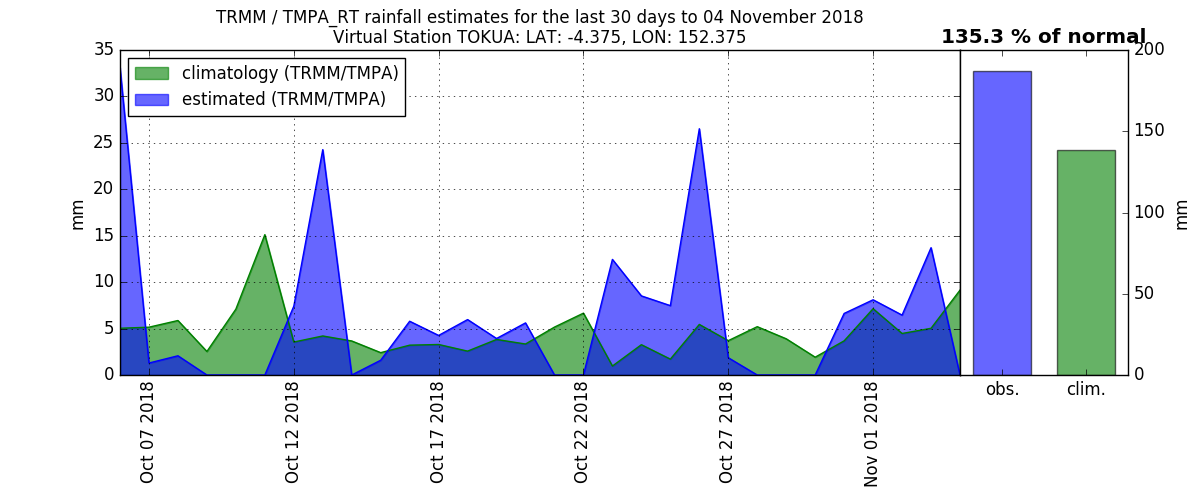 TRMM / TMPA_RT rainfall estimates for the last 30 days to 04 November 2018
Virtual Station TOKUA: LAT: -4.375, LON: 152.375
135.3 % of normal
climatology (TRMM/TMPA)
estimated (TRMM/TMPA)
35
30
25
20
15
10
5
0
mm
Oct 07 2018
Oct 12 2018
Oct 17 2018
Oct 22 2018
Oct 27 2018
Nov 01 2018
obs.
clim.
200
150
100
50
0
mm